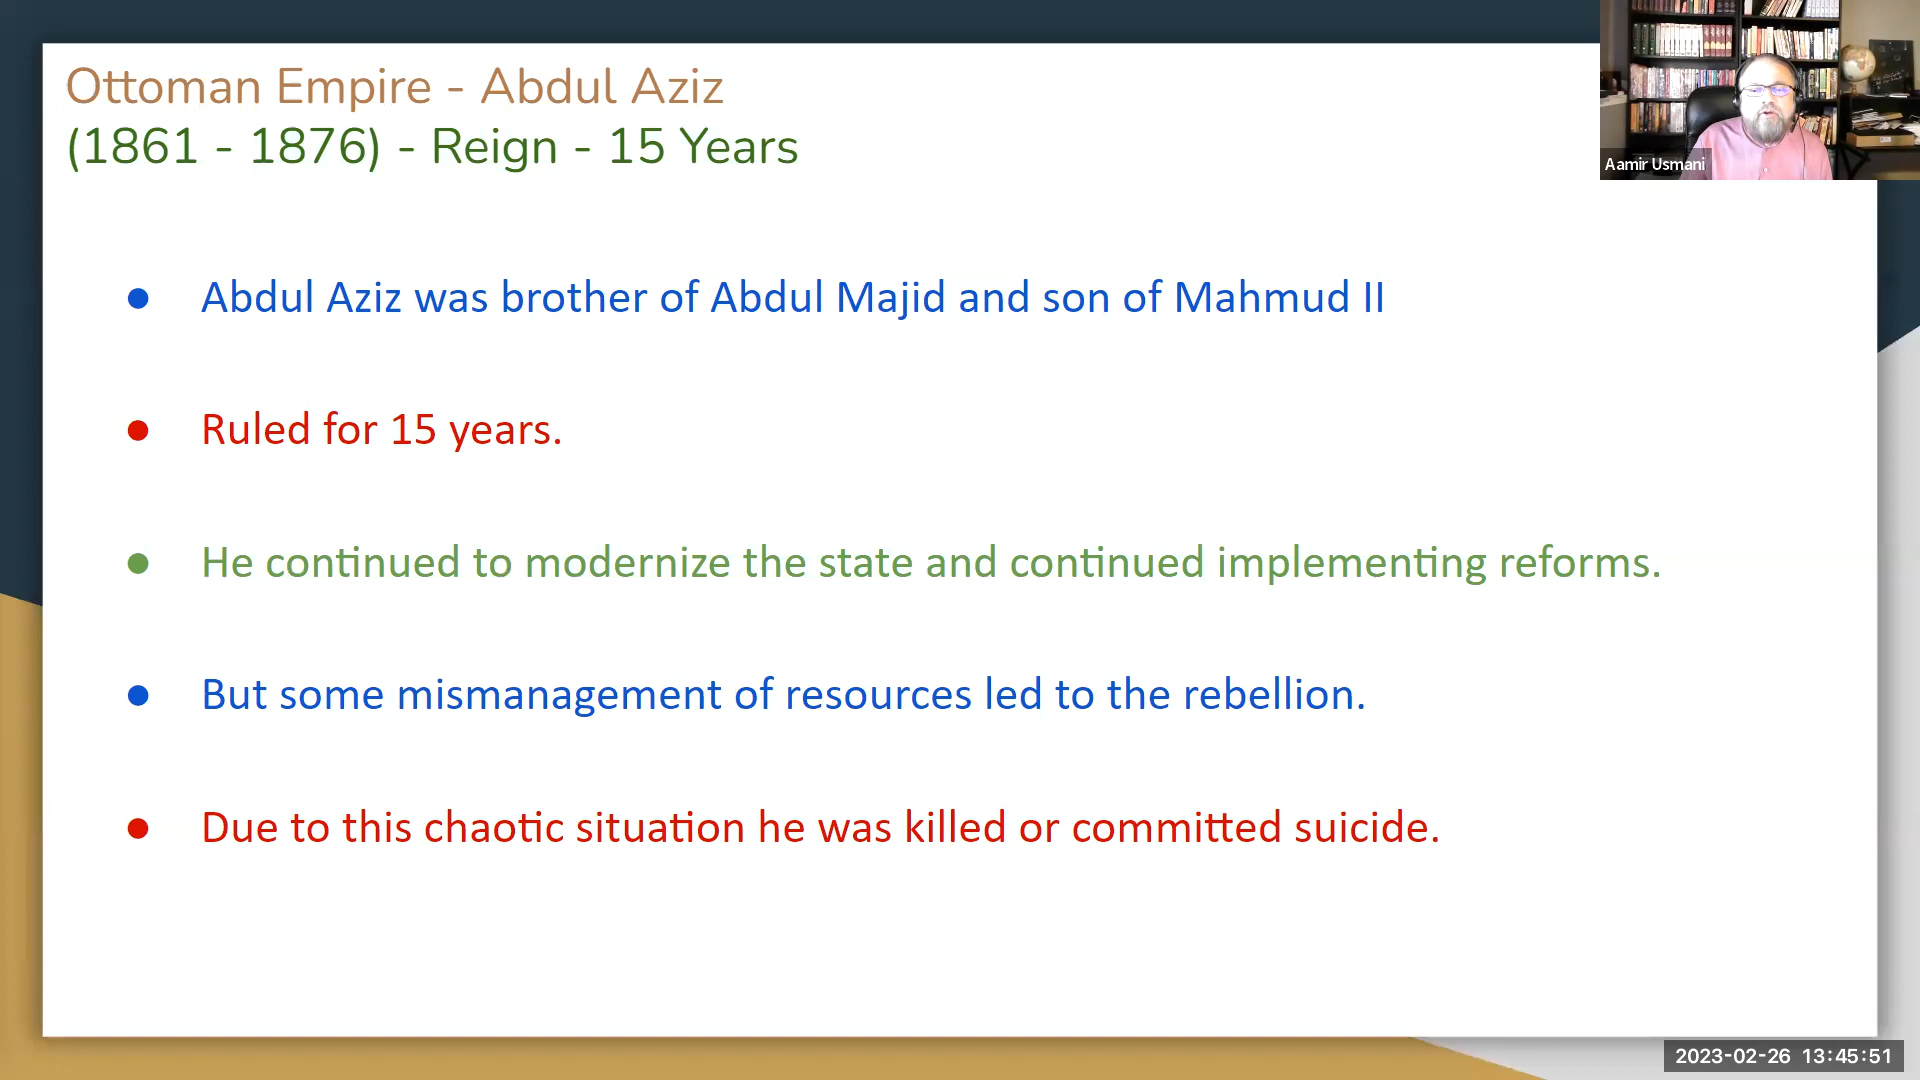 Ottoman Empire - Abdul Aziz
(1861 - 1876) - Reign - 15 Years
Aamir Usmani
● Abdul Aziz was brother of Abdul Majid and son of Mahmud II
● Ruled for 15 years.
● He continued to modernize the state and continued implementing reforms.
● But some mismanagement of resources led to the rebellion.
● Due to this chaotic situation he was killed or committed suicide.
2023-02-26 13:45:51